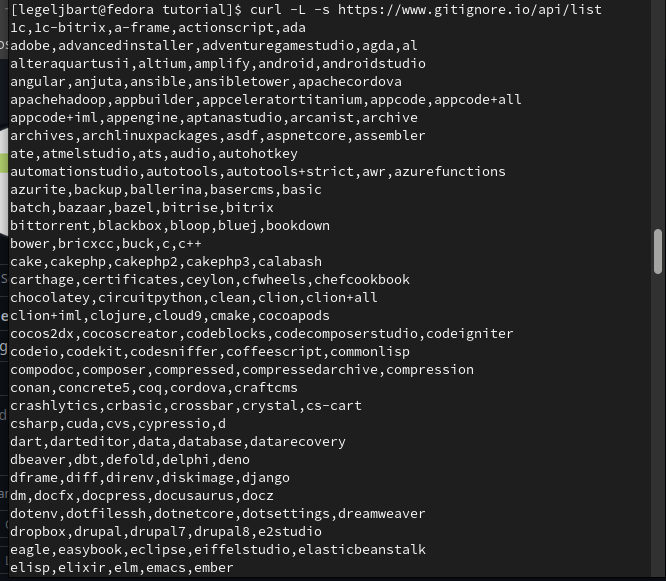 [legeljbart@fedora tutorial]$ curl -L -s https://www.gitignore.io/api/list
1c,1c-bitrix,a-frame,actionscript,ada
adobe,advancedinstaller,adventuregamestudio,agda,al
alteraquartusii,altium,amplify,android,androidstudio
angular,anjuta,ansible,ansibletower,apachecordova
apachehadoop,appbuilder,appceleratortitanium,appcode,appcode+all
appcode+iml,appengine,aptanastudio,arcanist,archive
archives,archlinuxpackages,asdf,aspnetcore,assembler
ate,atmelstudio,ats,audio,autohotkey
automationstudio,autotools,autotools+strict,awr,azurefunctions
azurite,backup,ballerina,basercms,basic
batch,bazaar,bazel,bitrise,bitrix
bittorrent,blackbox,bloop,bluej,bookdown
bower,bricxcc,buck,c,c++
cake,cakephp,cakephp2,cakephp3,calabash
carthage,certificates,ceylon,cfwheels,chefcookbook
chocolatey,circuitpython,clean,clion,clion+all
clion+iml,clojure,cloud9,cmake,cocoapods
cocos2dx,cocoscreator,codeblocks,codecomposerstudio,codeigniter
codeio,codekit,codesniffer,coffeescript,commonlisp
compodoc,composer,compressed,compressedarchive,compression
conan,concrete5,coq,cordova,craftcms
crashlytics,crbasic,crossbar,crystal,cs-cart
csharp,cuda,cvs,cypressio,d
dart,darteditor,data,database,datarecovery
dbeaver,dbt,defold,delphi,deno
dframe,diff,direnv,diskimage,django
dm,docfx,docpress,docusaurus,docz
dotenv,dotfilessh,dotnetcore,dotsettings,dreamweaver
dropbox,drupal,drupal7,drupal8,e2studio
eagle,easybook,eclipse,eiffelstudio,elasticbeanstalk
elisp,elixir,elm,emacs,ember